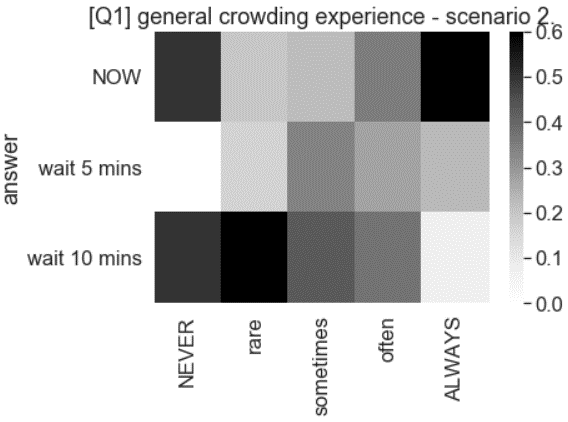 [Q1] general crowding experience - scenario 2.
answer
NOW
wait 5 mins
wait 10 mins
NEVER
rare
sometimes
often
ALWAYS
0.6
0.5
0.4
0.3
0.2
0.1
0.0